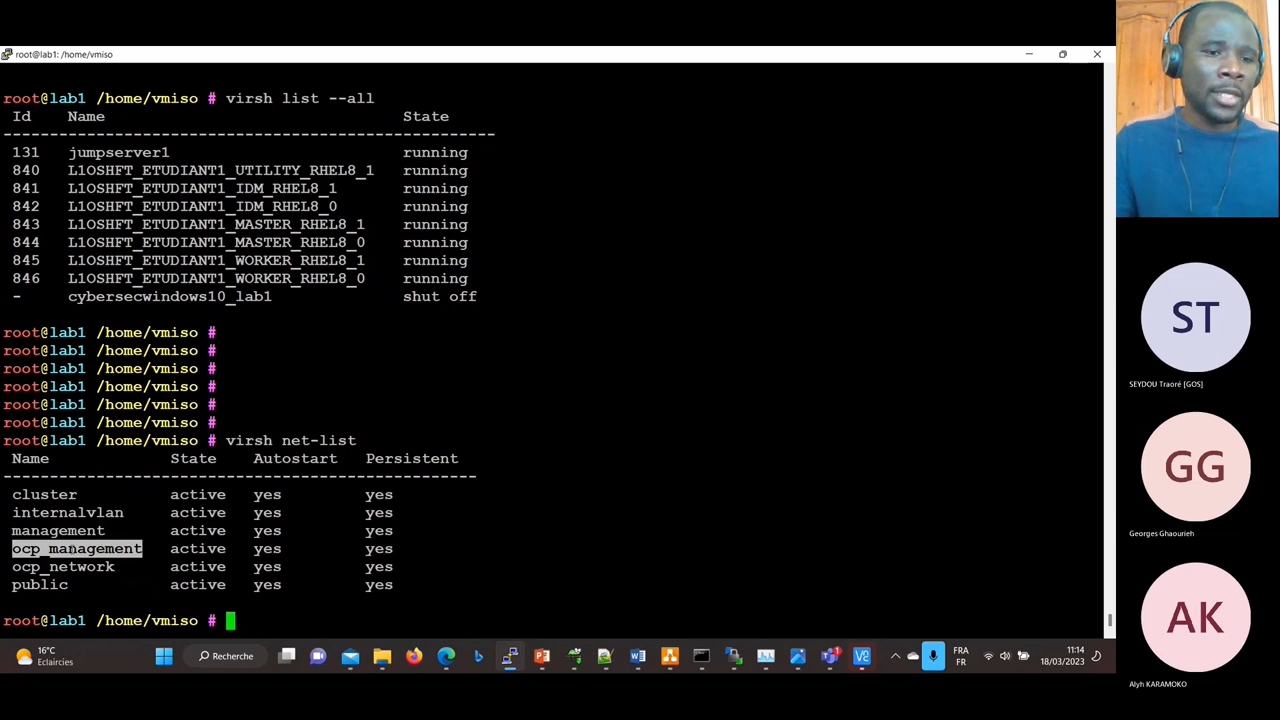 root@lab1: /home/vmiso
root@lab1 /home/vmiso # virsh list --all
Id Name State
-----------------------------------------------------
131 jumpserver1 running
840 L1OSHFT_ETUDIANT1_UTILITY_RHEL8_1 running
841 L1OSHFT_ETUDIANT1_IDM_RHEL8_1 running
842 L1OSHFT_ETUDIANT1_IDM_RHEL8_0 running
843 L1OSHFT_ETUDIANT1_MASTER_RHEL8_1 running
844 L1OSHFT_ETUDIANT1_MASTER_RHEL8_0 running
845 L1OSHFT_ETUDIANT1_WORKER_RHEL8_1 running
846 L1OSHFT_ETUDIANT1_WORKER_RHEL8_0 running
- cybersecwindows10_lab1 shut off
root@lab1 /home/vmiso #
root@lab1 /home/vmiso #
root@lab1 /home/vmiso #
root@lab1 /home/vmiso #
root@lab1 /home/vmiso #
root@lab1 /home/vmiso #
root@lab1 /home/vmiso # virsh net-list
Name State Autostart Persistent
---------------------------------------------------
cluster active yes yes
internalvlan active yes yes
management active yes yes
ocp_management active yes yes
ocp_network active yes yes
public active yes yes
root@lab1 /home/vmiso #
ST
SEYDOU Traoré [GOS]
GG
Georges Ghaourieh
AK
Alyh KARAMOKO
16°C
Eclaircies
Recherche
FRA
FR
11:14
18/03/2023